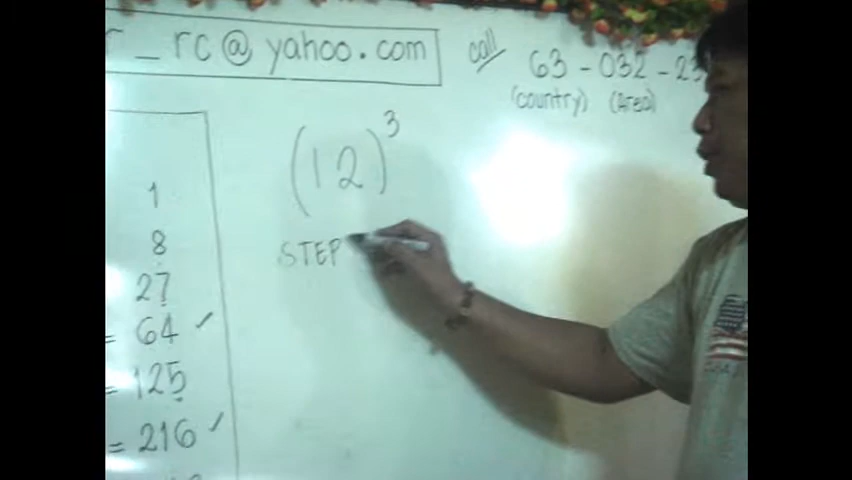 r_rc@yahoo.com
call 63-032-23
(country) (Area)
(12)³
1
8
27
= 64 ✓
= 125
= 216 ✓
STEP